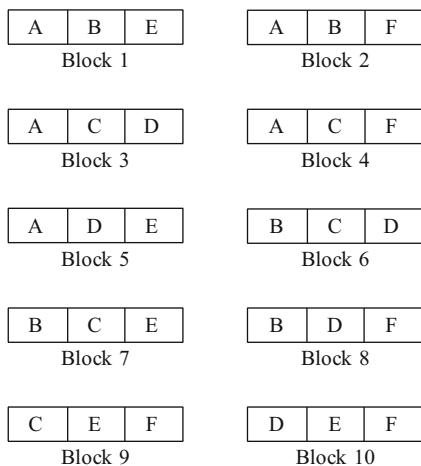 A B E
Block 1
A B F
Block 2
A C D
Block 3
A C F
Block 4
A D E
Block 5
B C D
Block 6
B C E
Block 7
B D F
Block 8
C E F
Block 9
D E F
Block 10